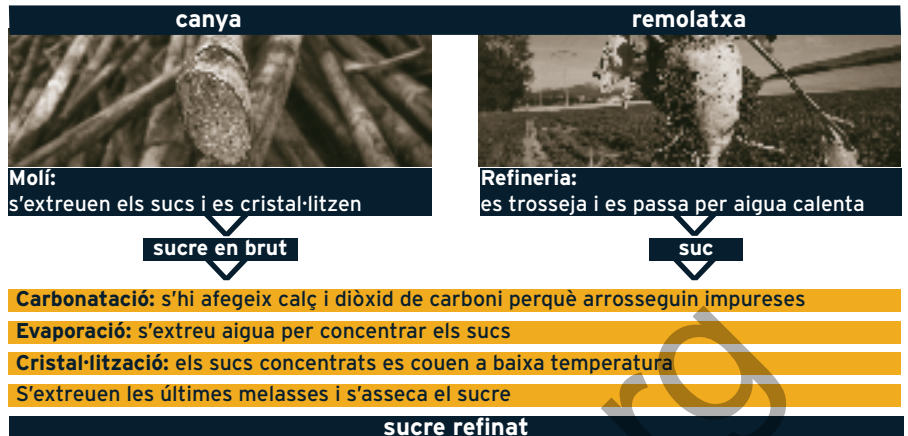 canya
remolatxa
Molí:
s'extreuen els sucs i es cristal·litzen
Refineria:
es trosseja i es passa per aigua calenta
sucre en brut
suc
Carbonatació: s'hi afegeix calç i diòxid de carboni perquè arrosseguin impureses
Evaporació: s'extreu aigua per concentrar els sucs
Cristal·lització: els sucs concentrats es couen a baixa temperatura
S'extreuen les últimes melasses i s'asseca el sucre
sucre refinat
rg